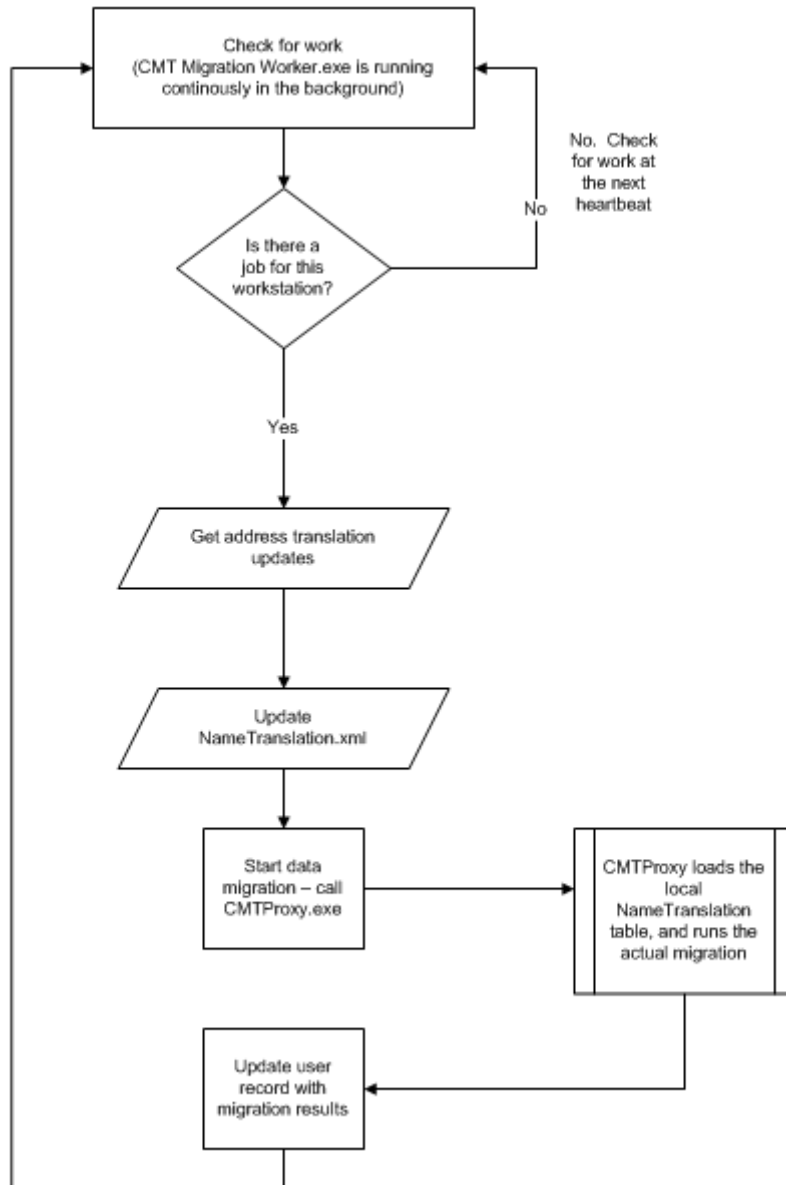 Check for work
(CMT Migration Worker.exe is running
continously in the background)
No. Check
for work at
the next
heartbeat
No
Is there a
job for this
workstation?
Yes
Get address translation
updates
Update
NameTranslation.xml
Start data
migration – call
CMTProxy.exe
CMTProxy loads the
local
NameTranslation
table, and runs the
actual migration
Update user
record with
migration results